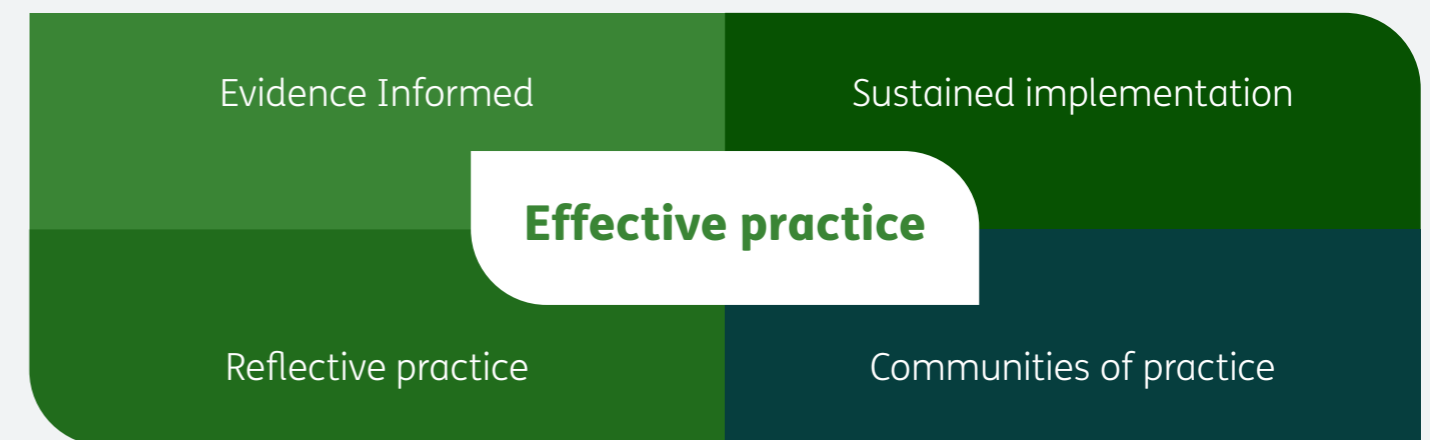 Evidence Informed
Sustained implementation
Effective practice
Reflective practice
Communities of practice